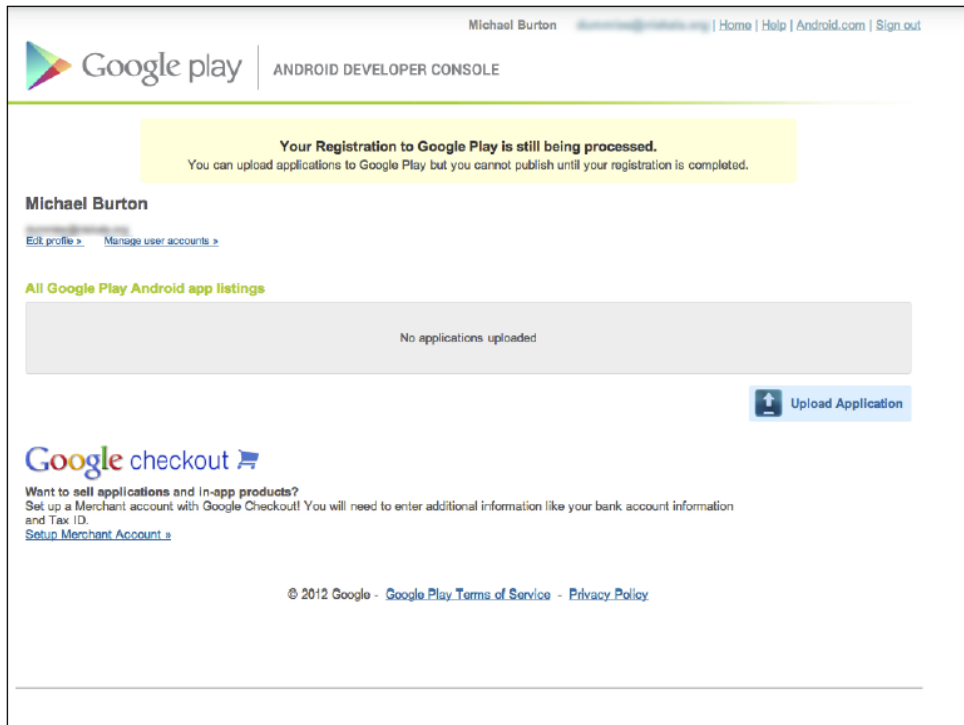 Michael Burton | Home | Help | Android.com | Sign out
Google play ANDROID DEVELOPER CONSOLE
Your Registration to Google Play is still being processed.
You can upload applications to Google Play but you cannot publish until your registration is completed.
Michael Burton
Edit profile » Manage user accounts »
All Google Play Android app listings
No applications uploaded
Upload Application
Google checkout
Want to sell applications and in-app products?
Set up a Merchant account with Google Checkout! You will need to enter additional information like your bank account information
and Tax ID.
Setup Merchant Account »
© 2012 Google - Google Play Terms of Service - Privacy Policy